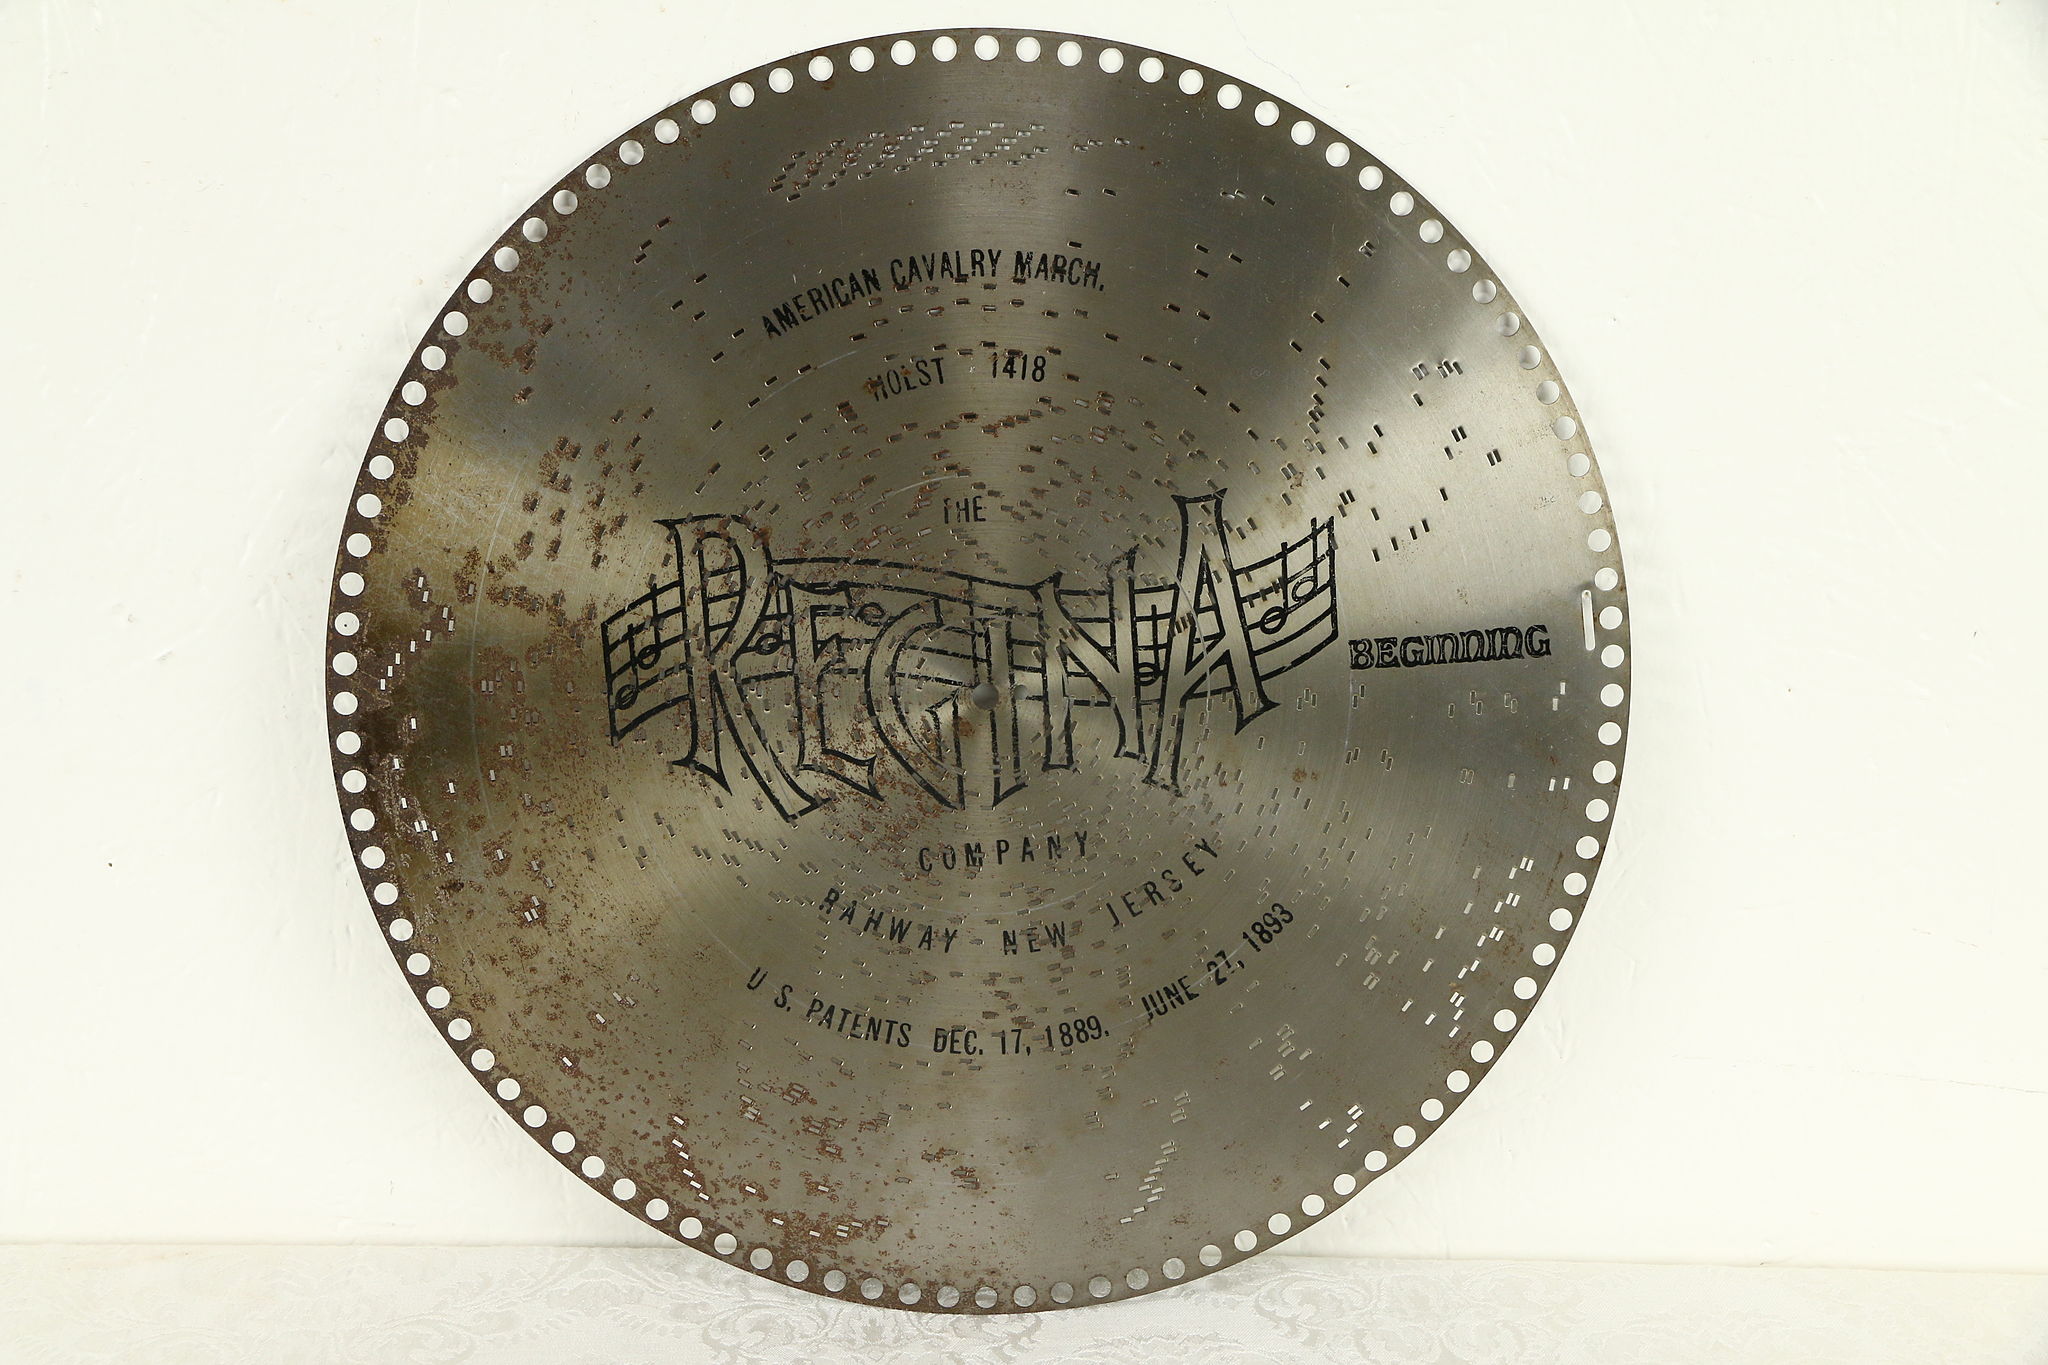 AMERICAN CAVALRY MARCH.
HOLST 1418
THE
REGINA
BEGINNING
COMPANY
RAHWAY NEW JERSEY
U S. PATENTS DEC. 17, 1889. JUNE 27, 1893